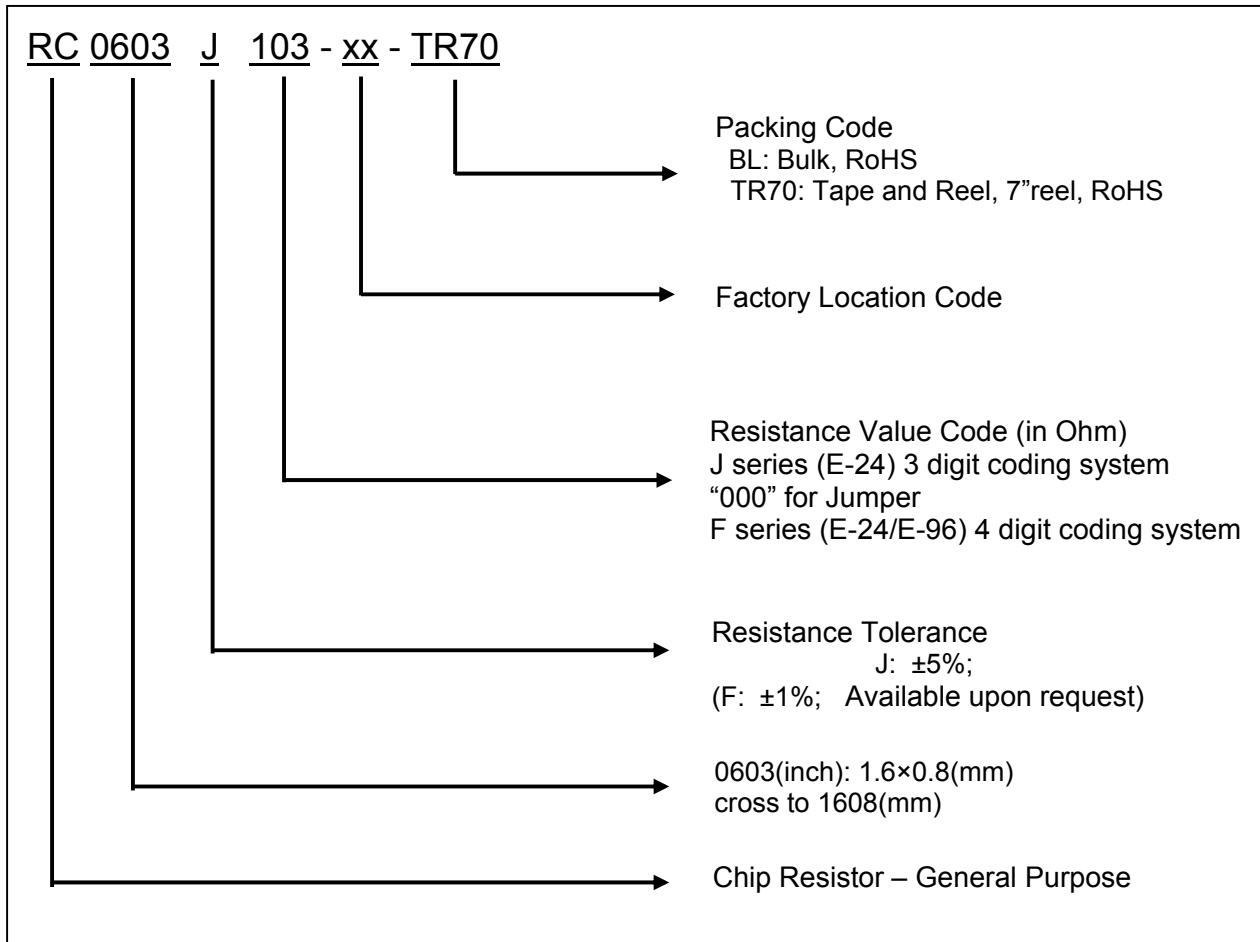 RC 0603 J 103 - xx - TR70
Packing Code
BL: Bulk, RoHS
TR70: Tape and Reel, 7”reel, RoHS
Factory Location Code
Resistance Value Code (in Ohm)
J series (E-24) 3 digit coding system
“000” for Jumper
F series (E-24/E-96) 4 digit coding system
Resistance Tolerance
J: ±5%;
(F: ±1%; Available upon request)
0603(inch): 1.6×0.8(mm)
cross to 1608(mm)
Chip Resistor – General Purpose